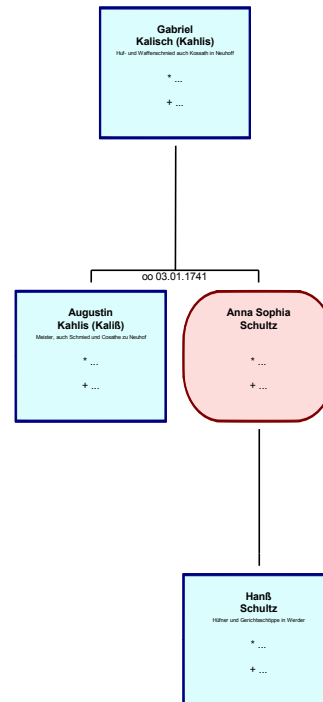 Gabriel
Kalisch (Kahlis)
Huf- und Waffenschmied auch Kossath in Neuhoff
* ...
+ ...
oo 03.01.1741
Augustin
Kahlis (Kaliß)
Meister, auch Schmied und Cosathe zu Neuhof
* ...
+ ...
Anna Sophia
Schultz
* ...
+ ...
Hanß
Schultz
Hüfner und Gerichtsschöppe in Werder
* ...
+ ...